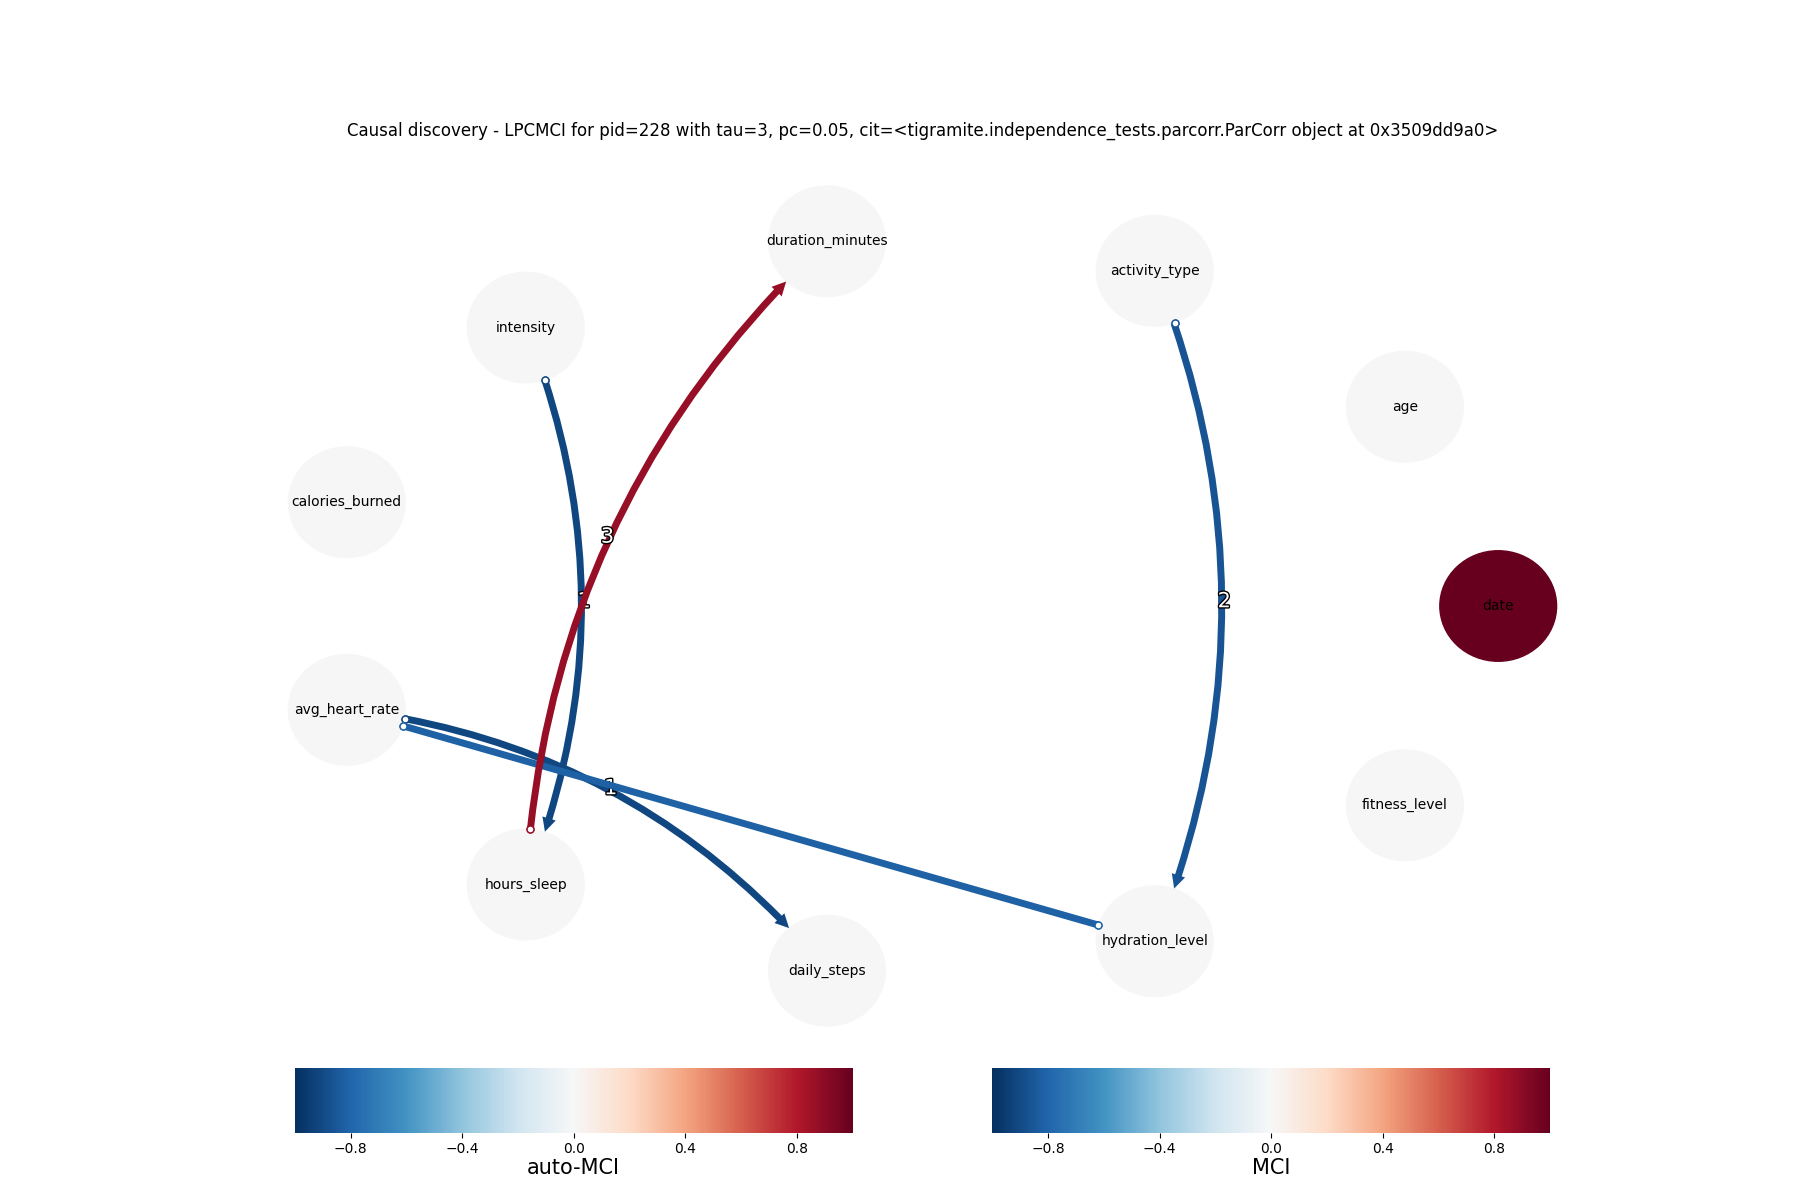 Causal discovery - LPCMCI for pid=228 with tau=3, pc=0.05, cit=<tigramite.independence_tests.parcorr.ParCorr object at 0x3509dd9a0>
duration_minutes
activity_type
intensity
age
calories_burned
3
2
date
avg_heart_rate
1
fitness_level
hours_sleep
hydration_level
daily_steps
−0.8 −0.4 0.0 0.4 0.8
auto-MCI
−0.8 −0.4 0.0 0.4 0.8
MCI